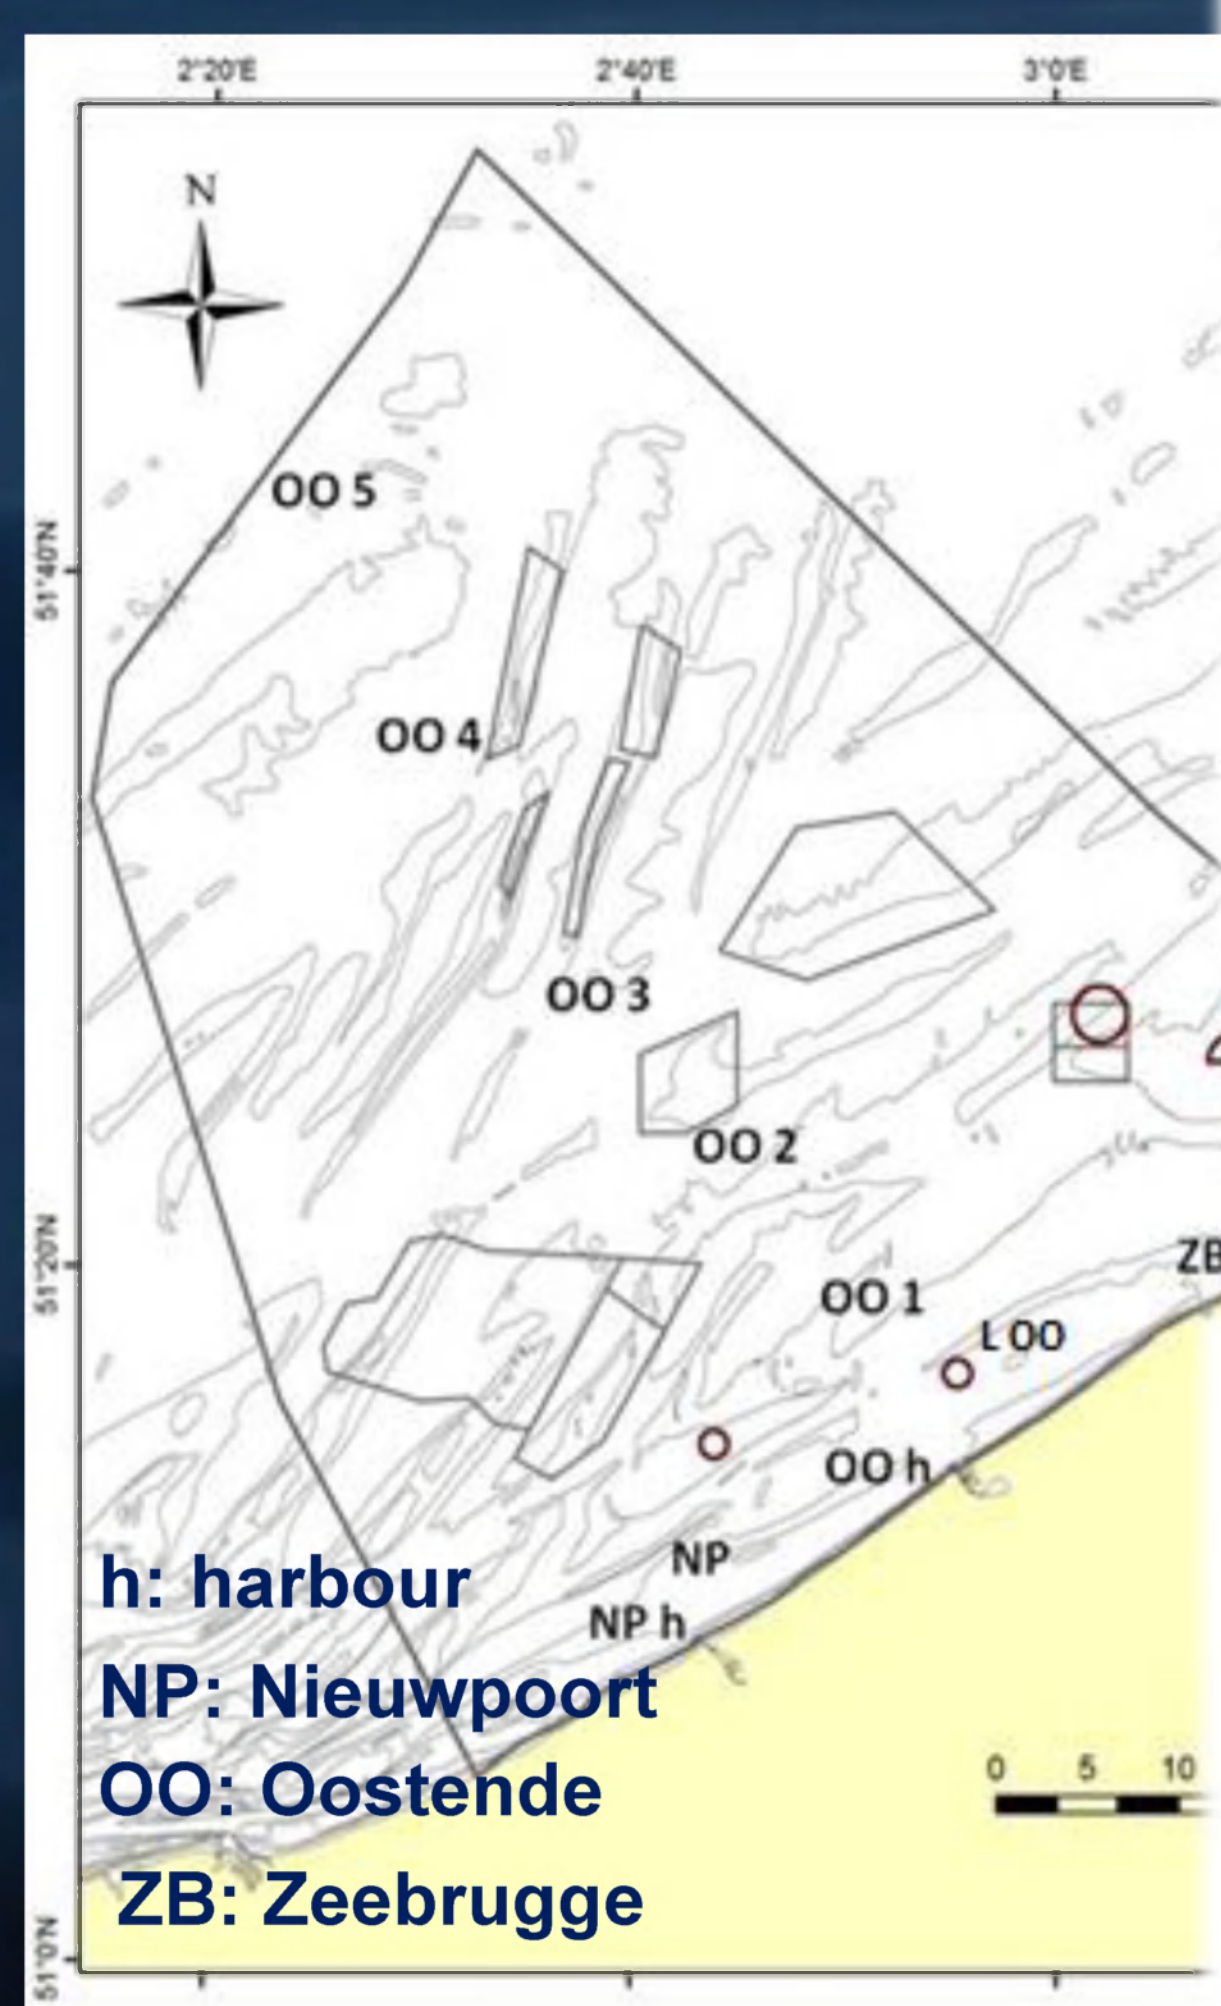 2°20'E 2°40'E 3°0'E
N
OO 5
51°40'N
OO 4
OO 3
OO 2
ZB
51°20'N
OO 1
L OO
OO h
NP
h: harbour
NP h
NP: Nieuwpoort
0 5 10
OO: Oostende
ZB: Zeebrugge
51°0'N